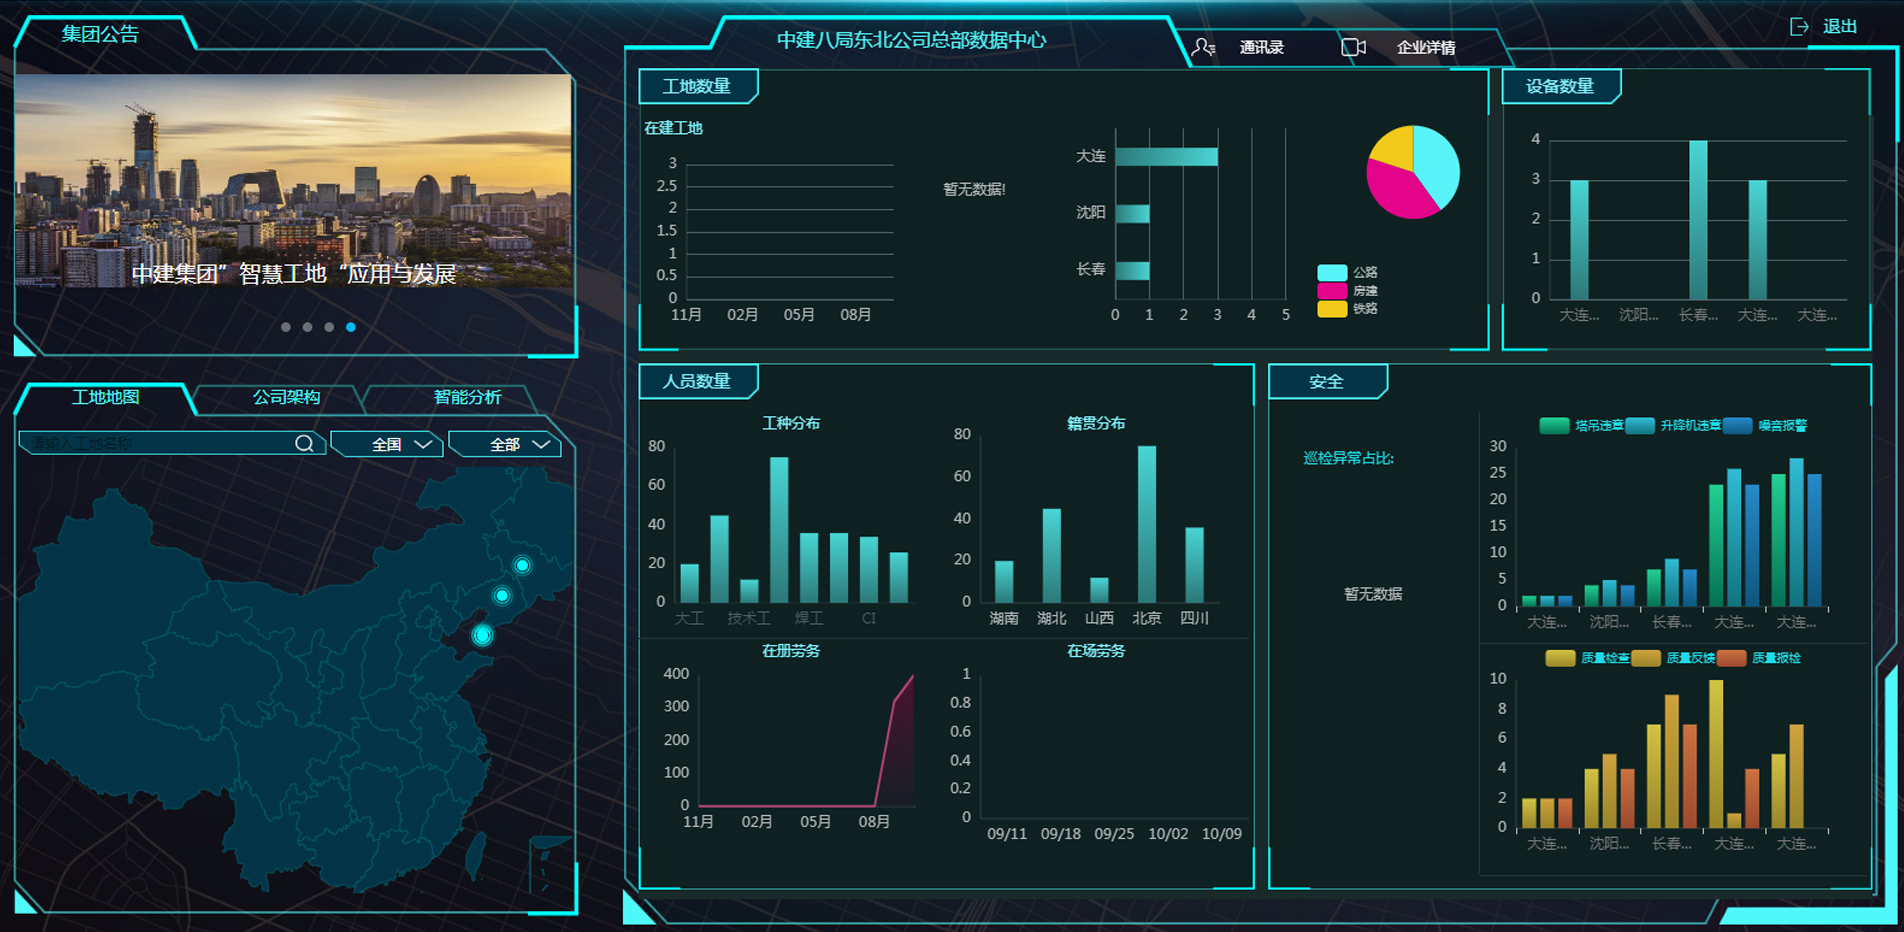 集团公告
中建集团”智慧工地“应用与发展
工地地图
公司架构
智能分析
请输入工地名称
全国
全部
中建八局东北公司总部数据中心
通讯录
企业详情
退出
工地数量
在建工地
3
2.5
2
1.5
1
0.5
0
11月 02月 05月 08月
暂无数据!
大连
沈阳
长春
0 1 2 3 4 5
公路
房建
铁路
设备数量
4
3
2
1
0
大连... 沈阳... 长春... 大连... 大连...
人员数量
工种分布
80
60
40
20
0
大工 技术工 焊工 CI
籍贯分布
80
60
40
20
0
湖南 湖北 山西 北京 四川
在册劳务
400
300
200
100
0
11月 02月 05月 08月
在场劳务
1
0.8
0.6
0.4
0.2
0
09/11 09/18 09/25 10/02 10/09
安全
巡检异常占比:
暂无数据
塔吊违章 升降机违章 噪音报警
30
25
20
15
10
5
0
大连... 沈阳... 长春... 大连... 大连...
质量检查 质量反馈 质量报检
10
8
6
4
2
0
大连... 沈阳... 长春... 大连... 大连...